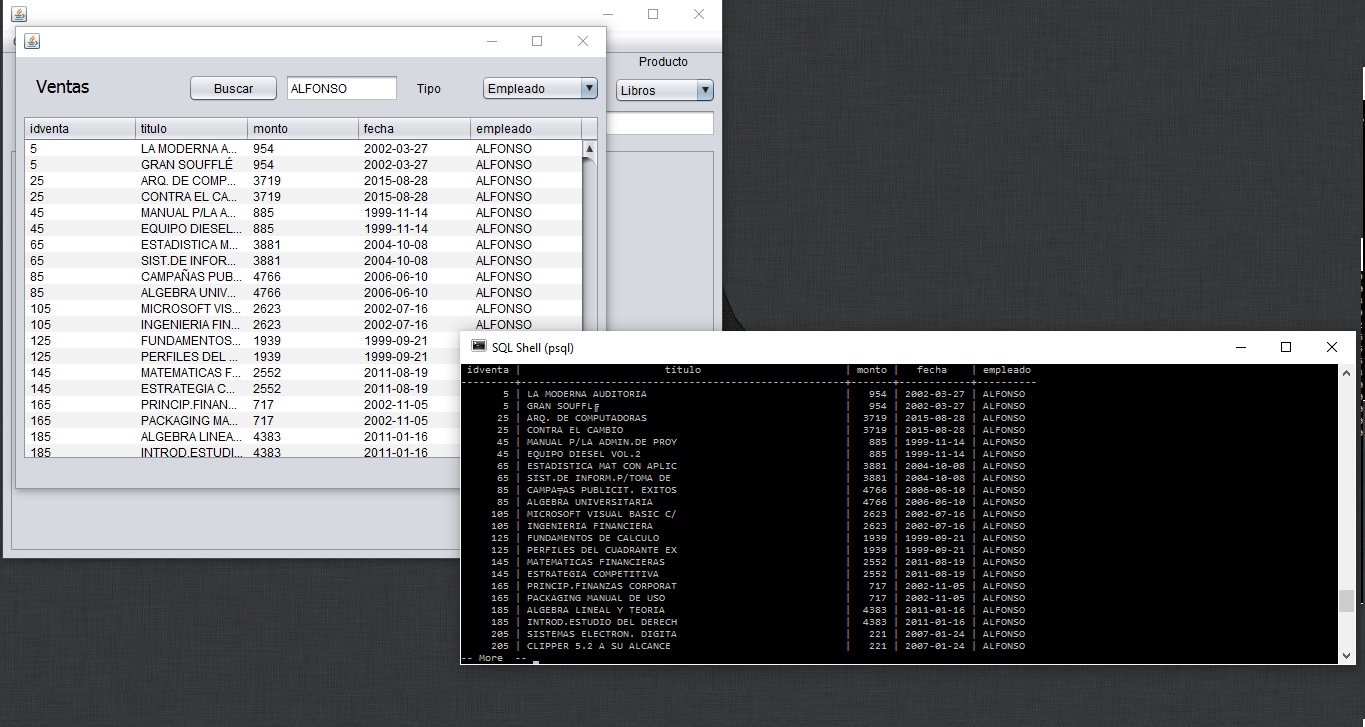 Producto
Libros
Ventas Buscar ALFONSO Tipo Empleado
idventa titulo monto fecha empleado
5 LA MODERNA A... 954 2002-03-27 ALFONSO
5 GRAN SOUFFLÉ 954 2002-03-27 ALFONSO
25 ARQ. DE COMP... 3719 2015-08-28 ALFONSO
25 CONTRA EL CA... 3719 2015-08-28 ALFONSO
45 MANUAL P/LA A... 885 1999-11-14 ALFONSO
45 EQUIPO DIESEL... 885 1999-11-14 ALFONSO
65 ESTADISTICA M... 3881 2004-10-08 ALFONSO
65 SIST.DE INFOR... 3881 2004-10-08 ALFONSO
85 CAMPAÑAS PUB... 4766 2006-06-10 ALFONSO
85 ALGEBRA UNIV... 4766 2006-06-10 ALFONSO
105 MICROSOFT VIS... 2623 2002-07-16 ALFONSO
105 INGENIERIA FIN... 2623 2002-07-16 ALFONSO
125 FUNDAMENTOS... 1939 1999-09-21
125 PERFILES DEL ... 1939 1999-09-21
145 MATEMATICAS F... 2552 2011-08-19
145 ESTRATEGIA C... 2552 2011-08-19
165 PRINCIP.FINAN... 717 2002-11-05
165 PACKAGING MA... 717 2002-11-05
185 ALGEBRA LINEA... 4383 2011-01-16
185 INTROD.ESTUDI... 4383 2011-01-16
SQL Shell (psql)
idventa | titulo | monto | fecha | empleado
5 | LA MODERNA AUDITORIA | 954 | 2002-03-27 | ALFONSO
5 | GRAN SOUFFL╔ | 954 | 2002-03-27 | ALFONSO
25 | ARQ. DE COMPUTADORAS | 3719 | 2015-08-28 | ALFONSO
25 | CONTRA EL CAMBIO | 3719 | 2015-08-28 | ALFONSO
45 | MANUAL P/LA ADMIN.DE PROY | 885 | 1999-11-14 | ALFONSO
45 | EQUIPO DIESEL VOL.2 | 885 | 1999-11-14 | ALFONSO
65 | ESTADISTICA MAT CON APLIC | 3881 | 2004-10-08 | ALFONSO
65 | SIST.DE INFORM.P/TOMA DE | 3881 | 2004-10-08 | ALFONSO
85 | CAMPA╤AS PUBLICIT. EXITOS | 4766 | 2006-06-10 | ALFONSO
85 | ALGEBRA UNIVERSITARIA | 4766 | 2006-06-10 | ALFONSO
105 | MICROSOFT VISUAL BASIC C/ | 2623 | 2002-07-16 | ALFONSO
105 | INGENIERIA FINANCIERA | 2623 | 2002-07-16 | ALFONSO
125 | FUNDAMENTOS DE CALCULO | 1939 | 1999-09-21 | ALFONSO
125 | PERFILES DEL CUADRANTE EX | 1939 | 1999-09-21 | ALFONSO
145 | MATEMATICAS FINANCIERAS | 2552 | 2011-08-19 | ALFONSO
145 | ESTRATEGIA COMPETITIVA | 2552 | 2011-08-19 | ALFONSO
165 | PRINCIP.FINANZAS CORPORAT | 717 | 2002-11-05 | ALFONSO
165 | PACKAGING MANUAL DE USO | 717 | 2002-11-05 | ALFONSO
185 | ALGEBRA LINEAL Y TEORIA | 4383 | 2011-01-16 | ALFONSO
185 | INTROD.ESTUDIO DEL DERECH | 4383 | 2011-01-16 | ALFONSO
205 | SISTEMAS ELECTRON. DIGITA | 221 | 2007-01-24 | ALFONSO
205 | CLIPPER 5.2 A SU ALCANCE | 221 | 2007-01-24 | ALFONSO
-- More --